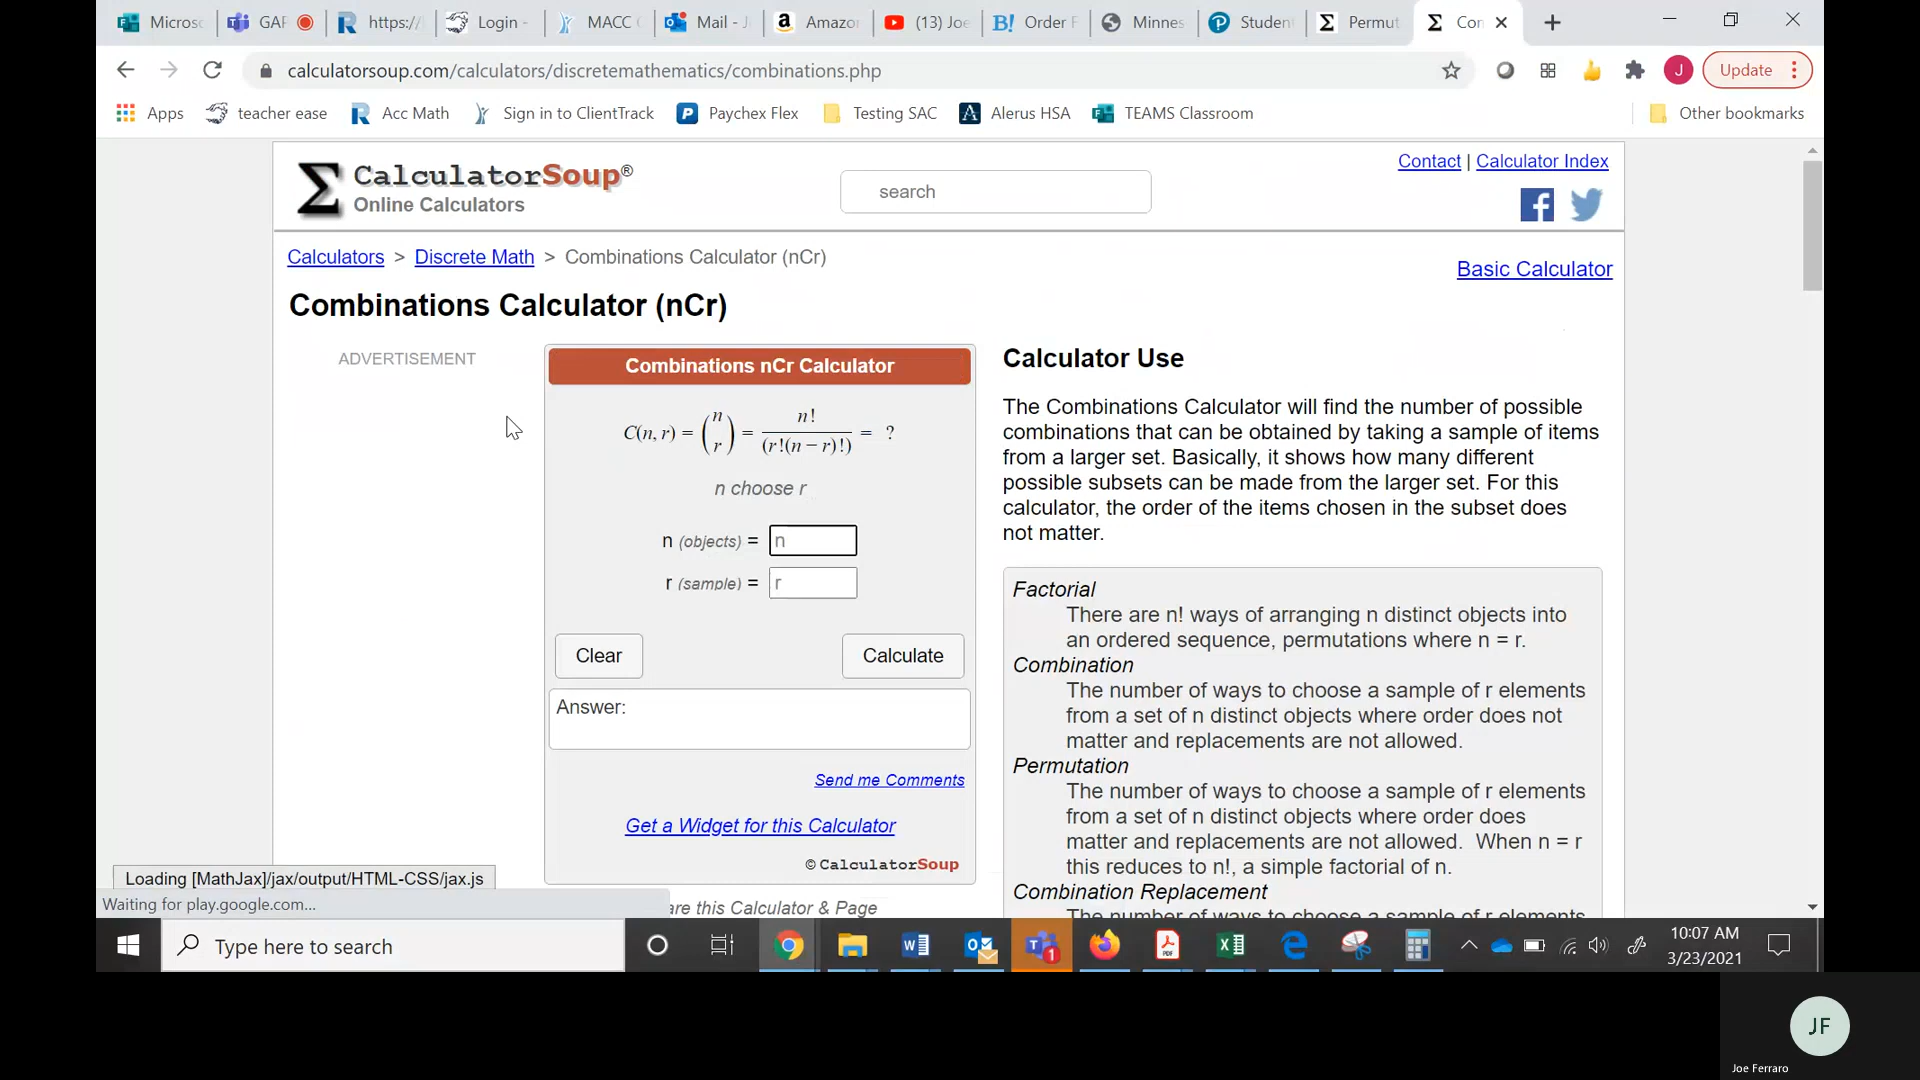 Micros
GAF
https://
Login -
MACC
Mail - J
Amazo
(13) Joe
Order F
Minnes
Student
Permut
Con
calculatorsoup.com/calculators/discretemathematics/combinations.php
J
Update
Apps
teacher ease
Acc Math
Sign in to ClientTrack
Paychex Flex
Testing SAC
Alerus HSA
TEAMS Classroom
Other bookmarks
CalculatorSoup®
Online Calculators
search
Contact | Calculator Index
Calculators > Discrete Math > Combinations Calculator (nCr)
Basic Calculator
Combinations Calculator (nCr)
ADVERTISEMENT
Combinations nCr Calculator
C(n, r) = (n r) = n! / (r!(n − r)!) = ?
n choose r
n (objects) = n
r (sample) = r
Clear
Calculate
Answer:
Send me Comments
Get a Widget for this Calculator
© CalculatorSoup
are this Calculator & Page
Calculator Use
The Combinations Calculator will find the number of possible
combinations that can be obtained by taking a sample of items
from a larger set. Basically, it shows how many different
possible subsets can be made from the larger set. For this
calculator, the order of the items chosen in the subset does
not matter.
Factorial
There are n! ways of arranging n distinct objects into
an ordered sequence, permutations where n = r.
Combination
The number of ways to choose a sample of r elements
from a set of n distinct objects where order does not
matter and replacements are not allowed.
Permutation
The number of ways to choose a sample of r elements
from a set of n distinct objects where order does
matter and replacements are not allowed. When n = r
this reduces to n!, a simple factorial of n.
Combination Replacement
The number of ways to choose a sample of r elements
Loading [MathJax]/jax/output/HTML-CSS/jax.js
Waiting for play.google.com...
Type here to search
1
10:07 AM
3/23/2021
JF
Joe Ferraro